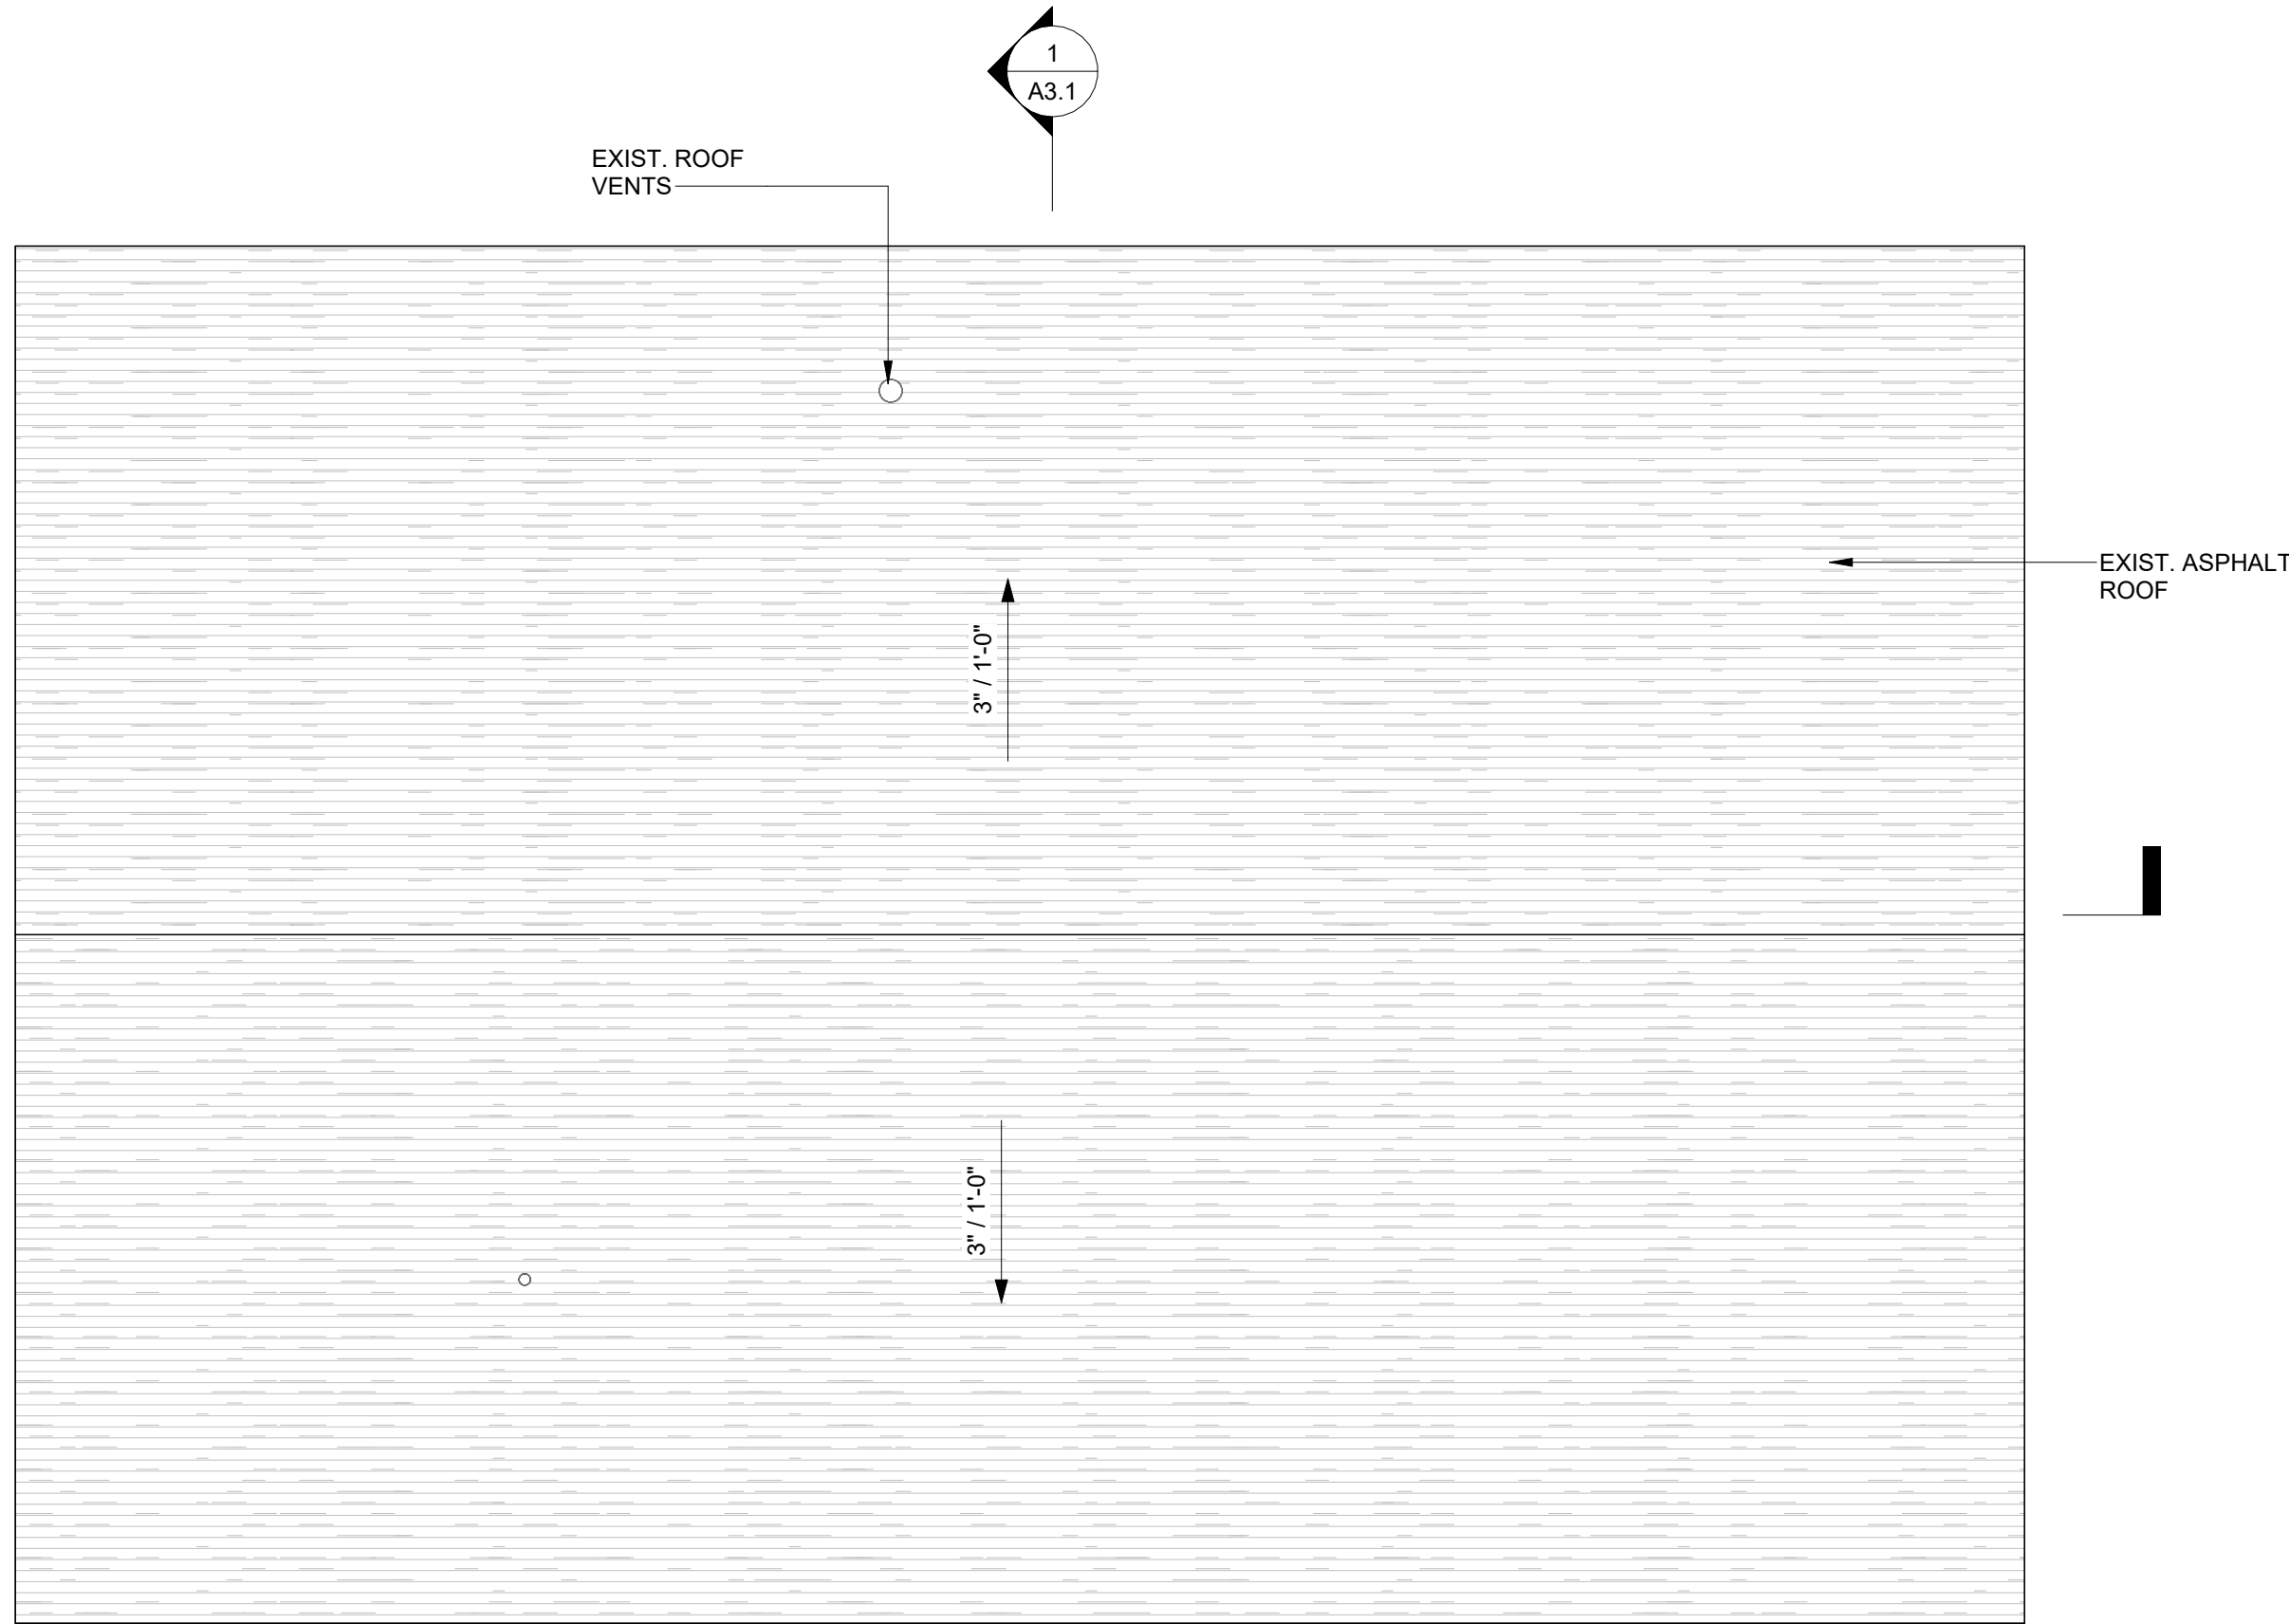 1
A3.1
EXIST. ROOF
VENTS
EXIST. ASPHALT
ROOF
3" / 1'-0"
3" / 1'-0"